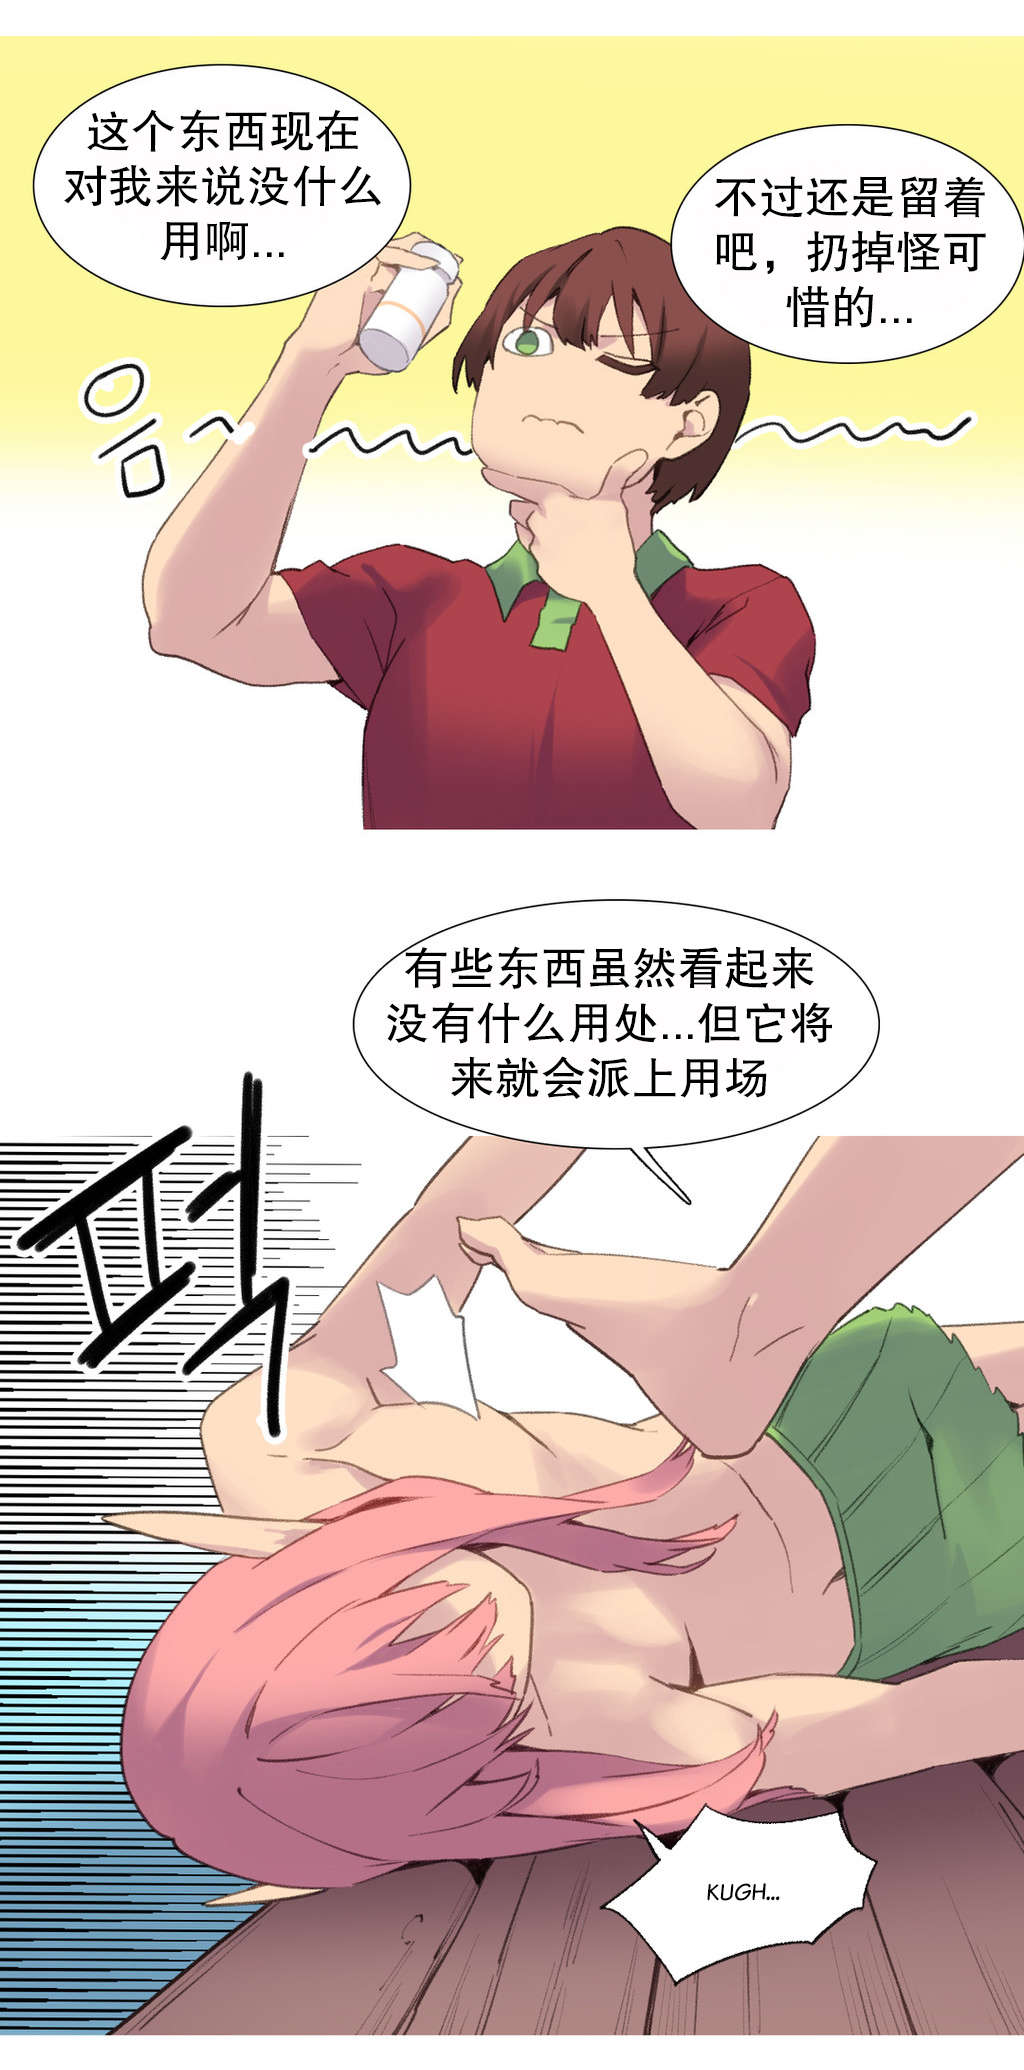 这个东西现在
对我来说没什么
用啊...
不过还是留着
吧，扔掉怪可
惜的...
음
有些东西虽然看起来
没有什么用处...但它将
来就会派上用场
퍽
KUGH...